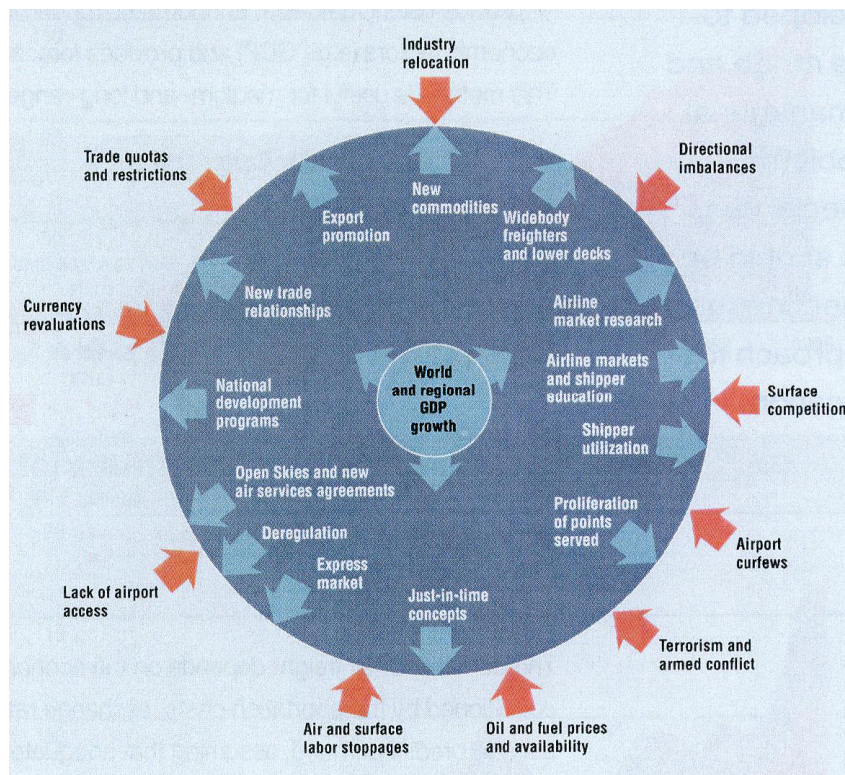 Industry
relocation
Trade quotas
and restrictions
Directional
imbalances
Export
promotion
New
commodities
Widebody
freighters
and lower decks
Currency
revaluations
New trade
relationships
Airline
market research
National
development
programs
World
and regional
GDP
growth
Airline markets
and shipper
education
Surface
competition
Shipper
utilization
Open Skies and new
air services agreements
Deregulation
Express
market
Proliferation
of points
served
Airport
curfews
Lack of airport
access
Just-in-time
concepts
Terrorism and
armed conflict
Air and surface
labor stoppages
Oil and fuel prices
and availability